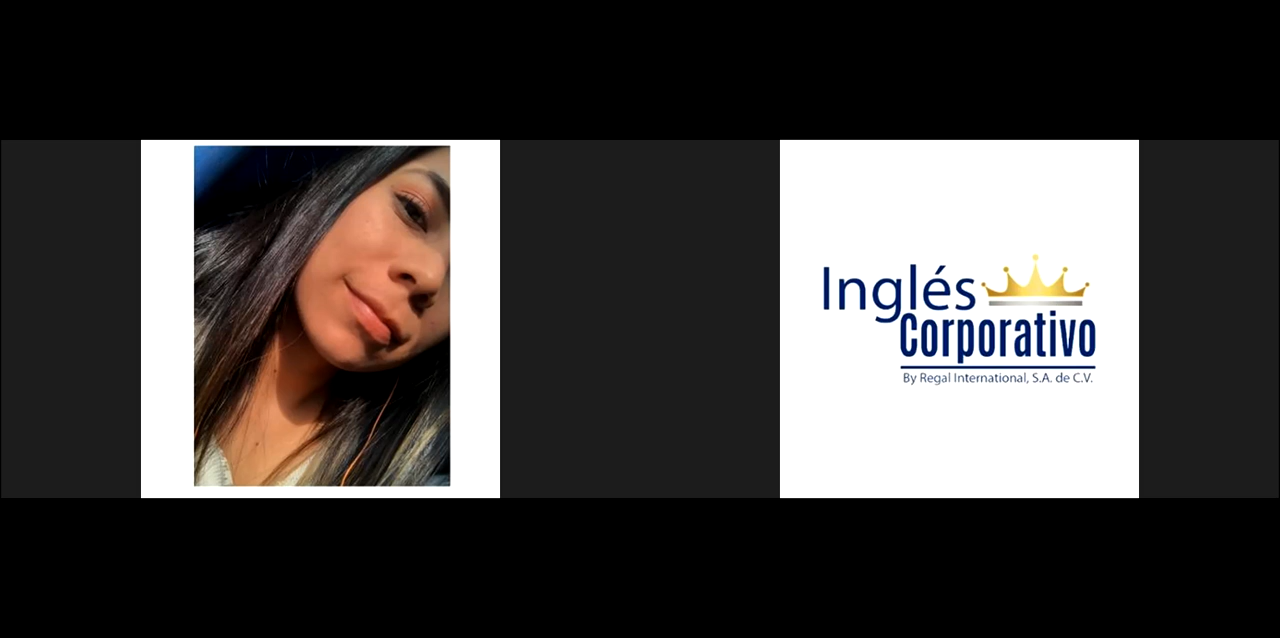 Inglés
Corporativo
By Regal International, S.A. de C.V.